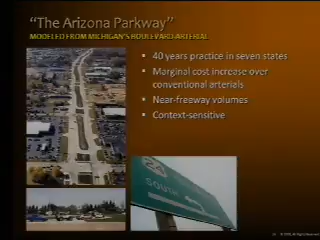 “The Arizona Parkway”
MODELED FROM MICHIGAN'S BOULEVARD ARTERIAL
▪ 40 years practice in seven states
▪ Marginal cost increase over
conventional arterials
▪ Near-freeway volumes
▪ Context-sensitive
SOUTH